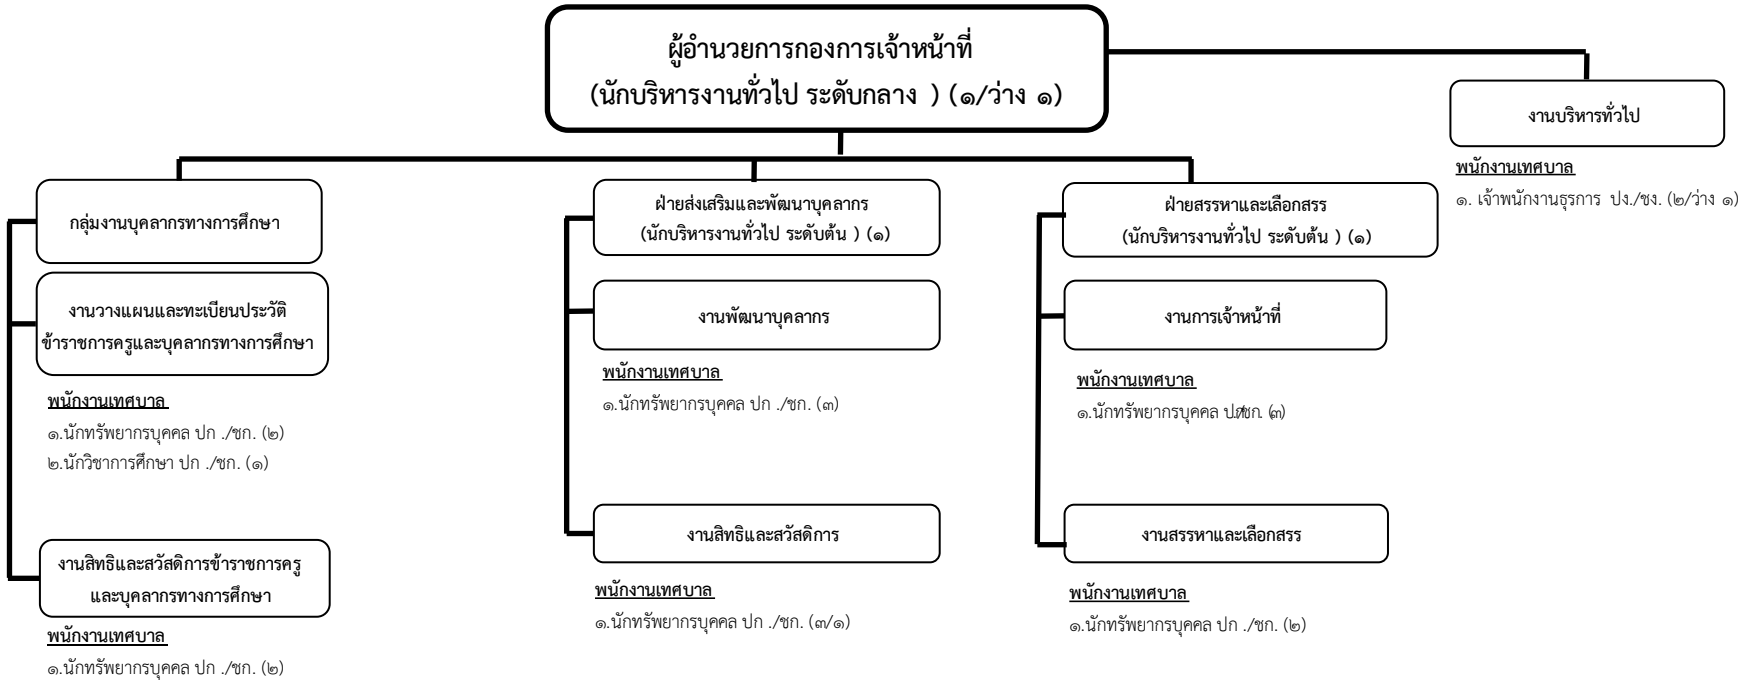 ผู้อำนวยการกองการเจ้าหน้าที่
(นักบริหารงานทั่วไป ระดับกลาง ) (๑/ว่าง ๑)
งานบริหารทั่วไป
พนักงานเทศบาล
๑. เจ้าพนักงานธุรการ ปง./ชง. (๒/ว่าง ๑)
กลุ่มงานบุคลากรทางการศึกษา
งานวางแผนและทะเบียนประวัติ
ข้าราชการครูและบุคลากรทางการศึกษา
พนักงานเทศบาล
๑.นักทรัพยากรบุคคล ปก ./ชก. (๒)
๒.นักวิชาการศึกษา ปก ./ชก. (๑)
งานสิทธิและสวัสดิการข้าราชการครู
และบุคลากรทางการศึกษา
พนักงานเทศบาล
๑.นักทรัพยากรบุคคล ปก ./ชก. (๒)
ฝ่ายส่งเสริมและพัฒนาบุคลากร
(นักบริหารงานทั่วไป ระดับต้น ) (๑)
งานพัฒนาบุคลากร
พนักงานเทศบาล
๑.นักทรัพยากรบุคคล ปก ./ชก. (๓)
งานสิทธิและสวัสดิการ
พนักงานเทศบาล
๑.นักทรัพยากรบุคคล ปก ./ชก. (๓/๑)
ฝ่ายสรรหาและเลือกสรร
(นักบริหารงานทั่วไป ระดับต้น ) (๑)
งานการเจ้าหน้าที่
พนักงานเทศบาล
๑.นักทรัพยากรบุคคล (๓)
งานสรรหาและเลือกสรร
พนักงานเทศบาล
๑.นักทรัพยากรบุคคล ปก ./ชก. (๒)